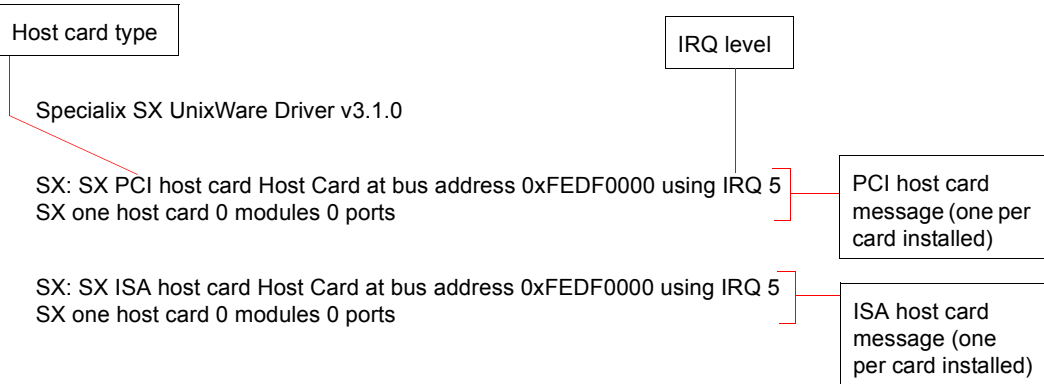 Host card type
IRQ level
Specialix SX UnixWare Driver v3.1.0
SX: SX PCI host card Host Card at bus address 0xFEDF0000 using IRQ 5
SX one host card 0 modules 0 ports
PCI host card
message (one per
card installed)
SX: SX ISA host card Host Card at bus address 0xFEDF0000 using IRQ 5
SX one host card 0 modules 0 ports
ISA host card
message (one
per card installed)